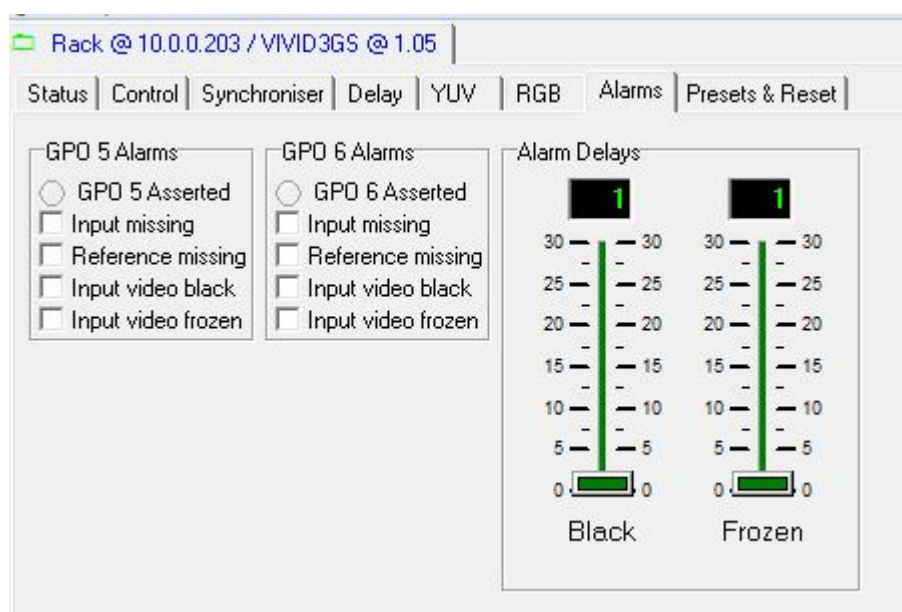 Rack @ 10.0.0.203 / VIVID3GS @ 1.05
Status Control Synchroniser Delay YUV RGB Alarms Presets & Reset
GPO 5 Alarms
GPO 5 Asserted
Input missing
Reference missing
Input video black
Input video frozen
GPO 6 Alarms
GPO 6 Asserted
Input missing
Reference missing
Input video black
Input video frozen
Alarm Delays
1 1
30 30 30 30
25 25 25 25
20 20 20 20
15 15 15 15
10 10 10 10
5 5 5 5
0 0 0 0
Black Frozen